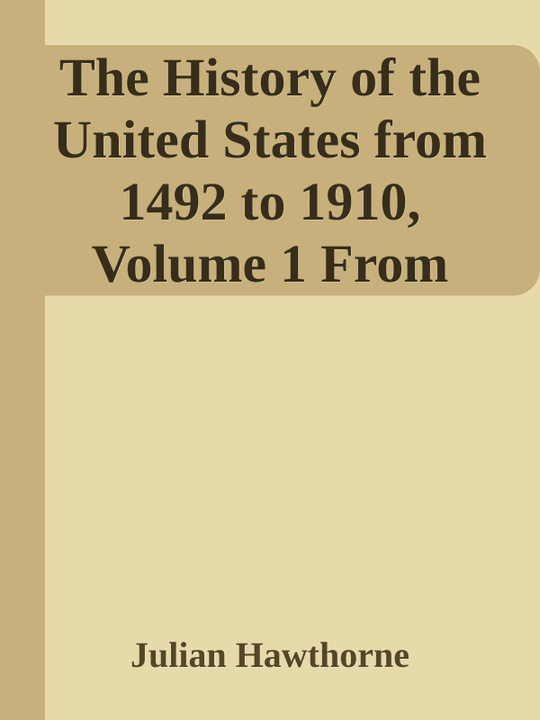 The History of the
United States from
1492 to 1910,
Volume 1 From
Julian Hawthorne